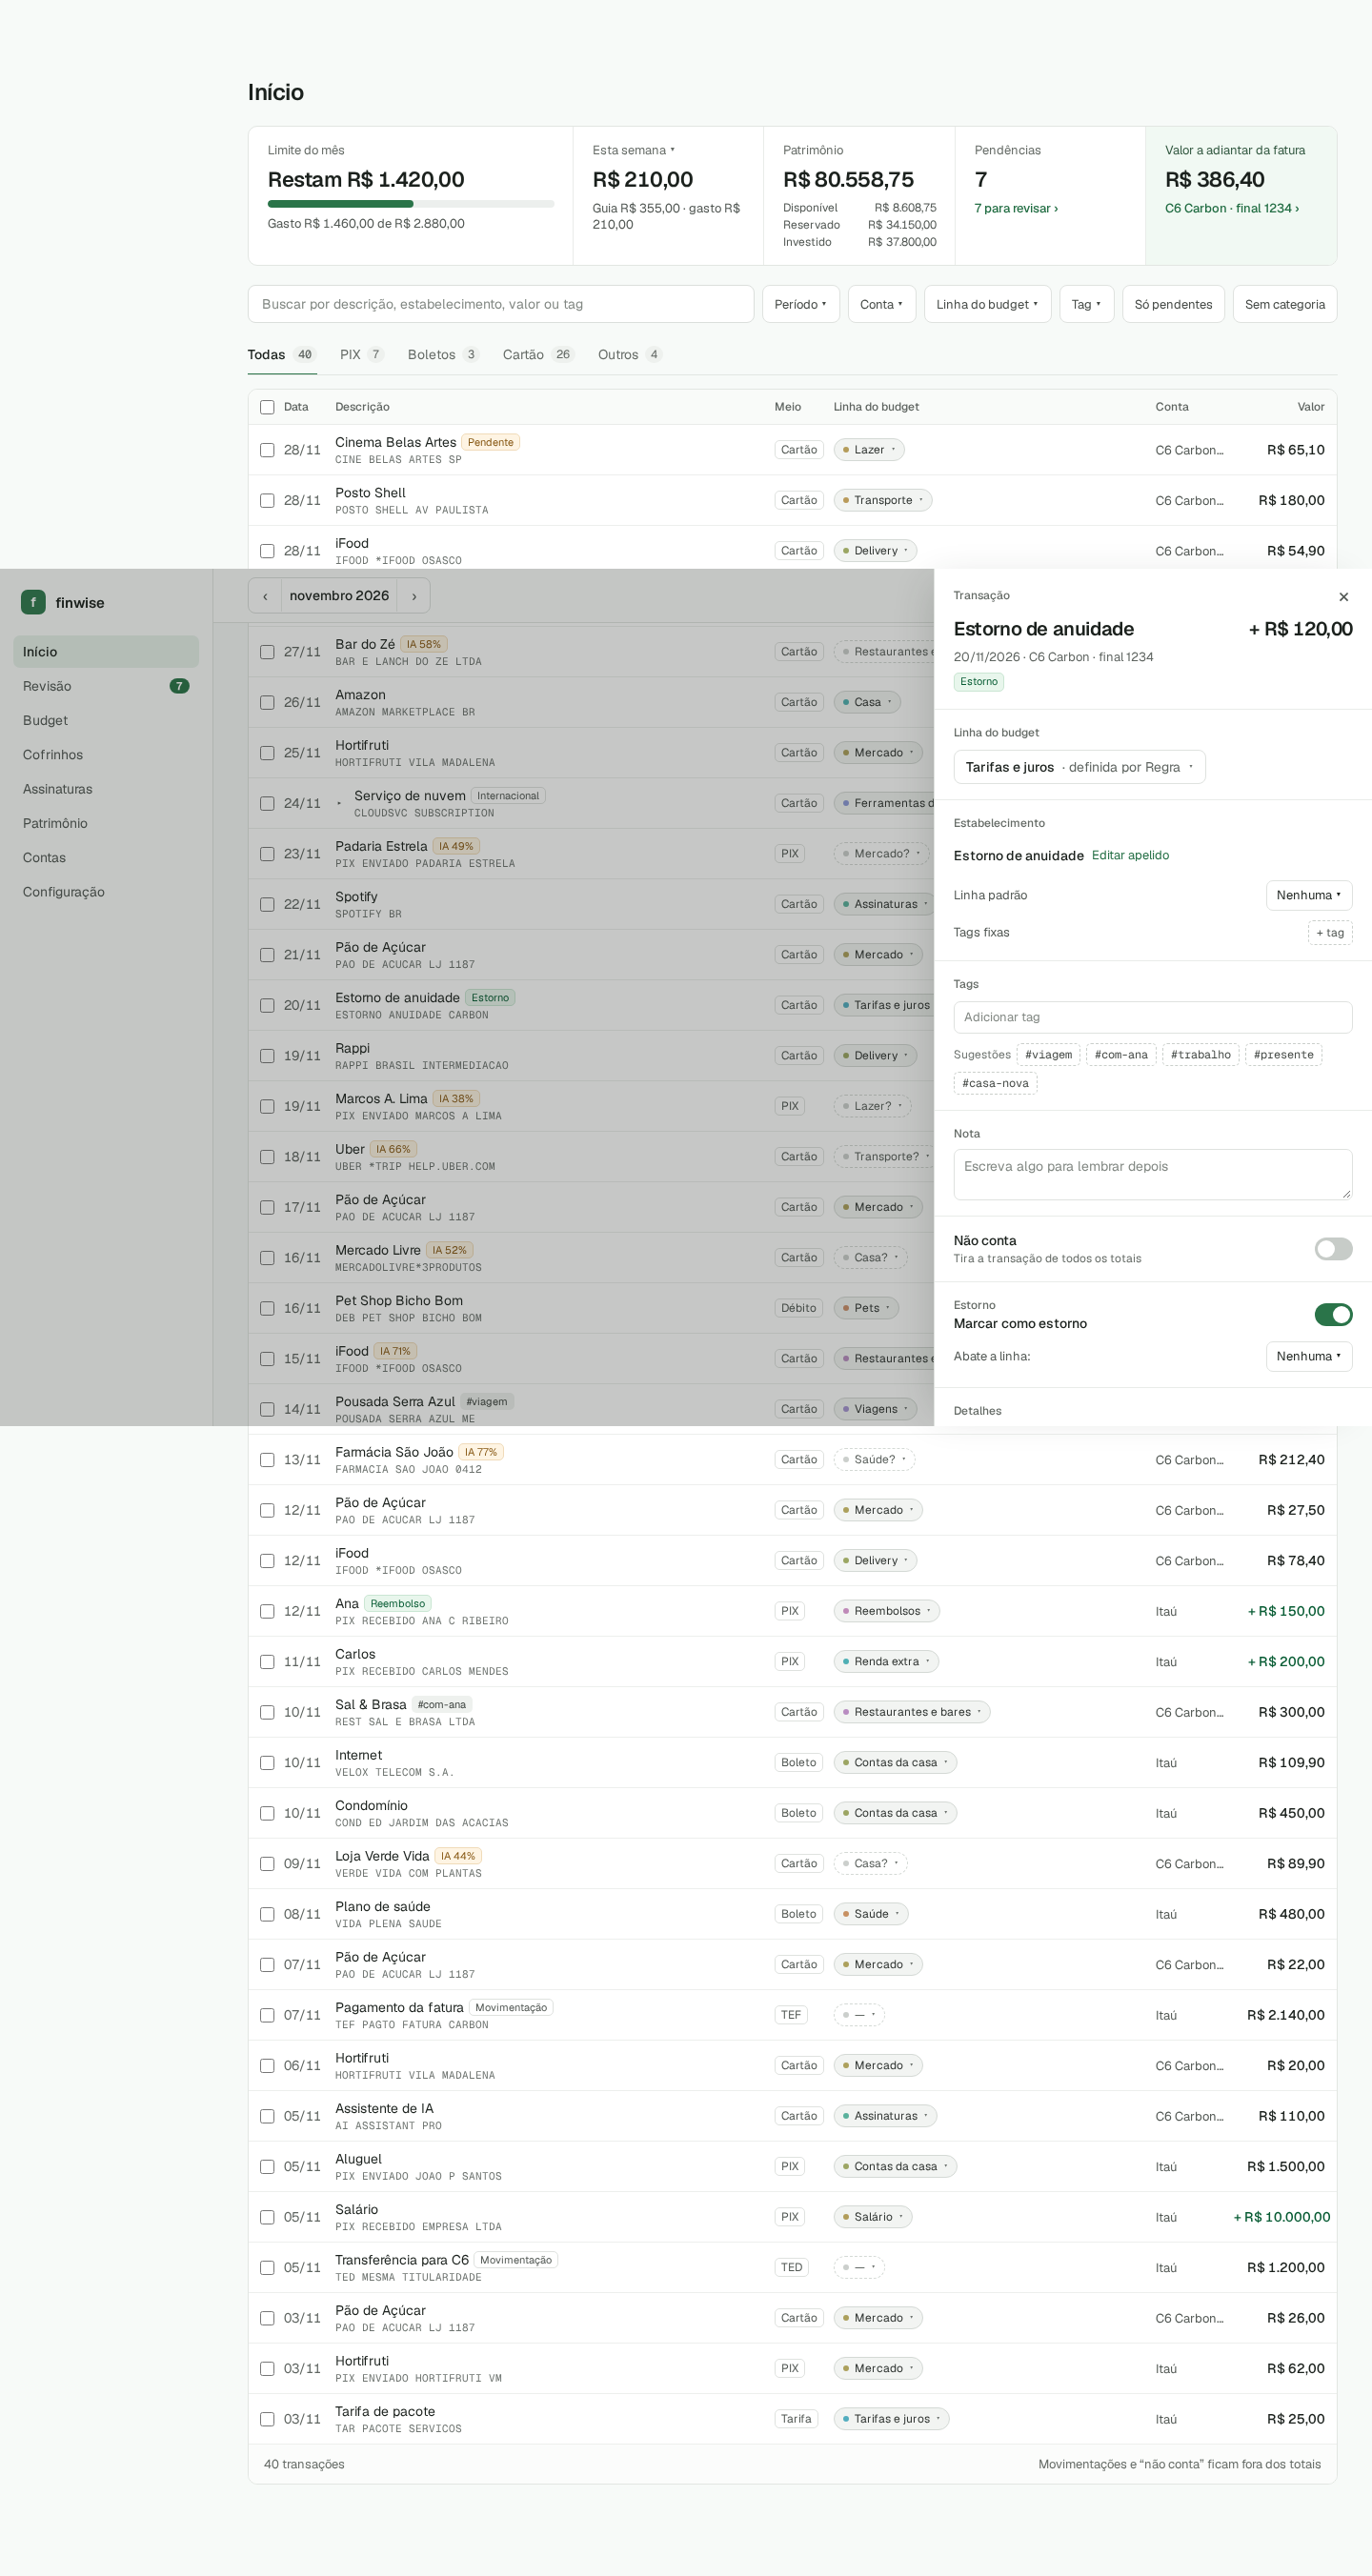 Início
Limite do mês
Restam R$ 1.420,00
Gasto R$ 1.460,00 de R$ 2.880,00
Esta semana
R$ 210,00
Guia R$ 355,00 · gasto R$
210,00
Patrimônio
R$ 80.558,75
Disponível R$ 8.608,75
Reservado R$ 34.150,00
Investido R$ 37.800,00
Pendências
7
7 para revisar ›
Valor a adiantar da fatura
R$ 386,40
C6 Carbon · final 1234 ›
Buscar por descrição, estabelecimento, valor ou tag
Período Conta Linha do budget Tag Só pendentes Sem categoria
Todas 40 PIX 7 Boletos 3 Cartão 26 Outros 4
Data Descrição Meio Linha do budget Conta Valor
28/11 Cinema Belas Artes Pendente Cartão Lazer C6 Carbon… R$ 65,10
CINE BELAS ARTES SP
28/11 Posto Shell Cartão Transporte C6 Carbon… R$ 180,00
POSTO SHELL AV PAULISTA
28/11 iFood Cartão Delivery C6 Carbon… R$ 54,90
IFOOD *IFOOD OSASCO
f finwise
Início
Revisão 7
Budget
Cofrinhos
Assinaturas
Patrimônio
Contas
Configuração
‹ novembro 2026 ›
27/11 Bar do Zé IA 58% Cartão Restaurantes e
BAR E LANCH DO ZE LTDA
26/11 Amazon Cartão Casa
AMAZON MARKETPLACE BR
25/11 Hortifruti Cartão Mercado
HORTIFRUTI VILA MADALENA
24/11 Serviço de nuvem Internacional Cartão Ferramentas d
CLOUDSVC SUBSCRIPTION
23/11 Padaria Estrela IA 49% PIX Mercado?
PIX ENVIADO PADARIA ESTRELA
22/11 Spotify Cartão Assinaturas
SPOTIFY BR
21/11 Pão de Açúcar Cartão Mercado
PAO DE ACUCAR LJ 1187
20/11 Estorno de anuidade Estorno Cartão Tarifas e juros
ESTORNO ANUIDADE CARBON
19/11 Rappi Cartão Delivery
RAPPI BRASIL INTERMEDIACAO
19/11 Marcos A. Lima IA 38% PIX Lazer?
PIX ENVIADO MARCOS A LIMA
18/11 Uber IA 66% Cartão Transporte?
UBER *TRIP HELP.UBER.COM
17/11 Pão de Açúcar Cartão Mercado
PAO DE ACUCAR LJ 1187
16/11 Mercado Livre IA 52% Cartão Casa?
MERCADOLIVRE*3PRODUTOS
16/11 Pet Shop Bicho Bom Débito Pets
DEB PET SHOP BICHO BOM
15/11 iFood IA 71% Cartão Restaurantes e
IFOOD *IFOOD OSASCO
14/11 Pousada Serra Azul #viagem Cartão Viagens
POUSADA SERRA AZUL ME
Transação ×
Estorno de anuidade + R$ 120,00
20/11/2026 · C6 Carbon · final 1234
Estorno
Linha do budget
Tarifas e juros · definida por Regra
Estabelecimento
Estorno de anuidade Editar apelido
Linha padrão Nenhuma
Tags fixas + tag
Tags
Adicionar tag
Sugestões #viagem #com-ana #trabalho #presente
#casa-nova
Nota
Escreva algo para lembrar depois
Não conta
Tira a transação de todos os totais
Estorno
Marcar como estorno
Abate a linha: Nenhuma
Detalhes
13/11 Farmácia São João IA 77% Cartão Saúde? C6 Carbon… R$ 212,40
FARMACIA SAO JOAO 0412
12/11 Pão de Açúcar Cartão Mercado C6 Carbon… R$ 27,50
PAO DE ACUCAR LJ 1187
12/11 iFood Cartão Delivery C6 Carbon… R$ 78,40
IFOOD *IFOOD OSASCO
12/11 Ana Reembolso PIX Reembolsos Itaú + R$ 150,00
PIX RECEBIDO ANA C RIBEIRO
11/11 Carlos PIX Renda extra Itaú + R$ 200,00
PIX RECEBIDO CARLOS MENDES
10/11 Sal & Brasa #com-ana Cartão Restaurantes e bares C6 Carbon… R$ 300,00
REST SAL E BRASA LTDA
10/11 Internet Boleto Contas da casa Itaú R$ 109,90
VELOX TELECOM S.A.
10/11 Condomínio Boleto Contas da casa Itaú R$ 450,00
COND ED JARDIM DAS ACACIAS
09/11 Loja Verde Vida IA 44% Cartão Casa? C6 Carbon… R$ 89,90
VERDE VIDA COM PLANTAS
08/11 Plano de saúde Boleto Saúde Itaú R$ 480,00
VIDA PLENA SAUDE
07/11 Pão de Açúcar Cartão Mercado C6 Carbon… R$ 22,00
PAO DE ACUCAR LJ 1187
07/11 Pagamento da fatura Movimentação TEF — Itaú R$ 2.140,00
TEF PAGTO FATURA CARBON
06/11 Hortifruti Cartão Mercado C6 Carbon… R$ 20,00
HORTIFRUTI VILA MADALENA
05/11 Assistente de IA Cartão Assinaturas C6 Carbon… R$ 110,00
AI ASSISTANT PRO
05/11 Aluguel PIX Contas da casa Itaú R$ 1.500,00
PIX ENVIADO JOAO P SANTOS
05/11 Salário PIX Salário Itaú + R$ 10.000,00
PIX RECEBIDO EMPRESA LTDA
05/11 Transferência para C6 Movimentação TED — Itaú R$ 1.200,00
TED MESMA TITULARIDADE
03/11 Pão de Açúcar Cartão Mercado C6 Carbon… R$ 26,00
PAO DE ACUCAR LJ 1187
03/11 Hortifruti PIX Mercado Itaú R$ 62,00
PIX ENVIADO HORTIFRUTI VM
03/11 Tarifa de pacote Tarifa Tarifas e juros Itaú R$ 25,00
TAR PACOTE SERVICOS
40 transações Movimentações e “não conta” ficam fora dos totais